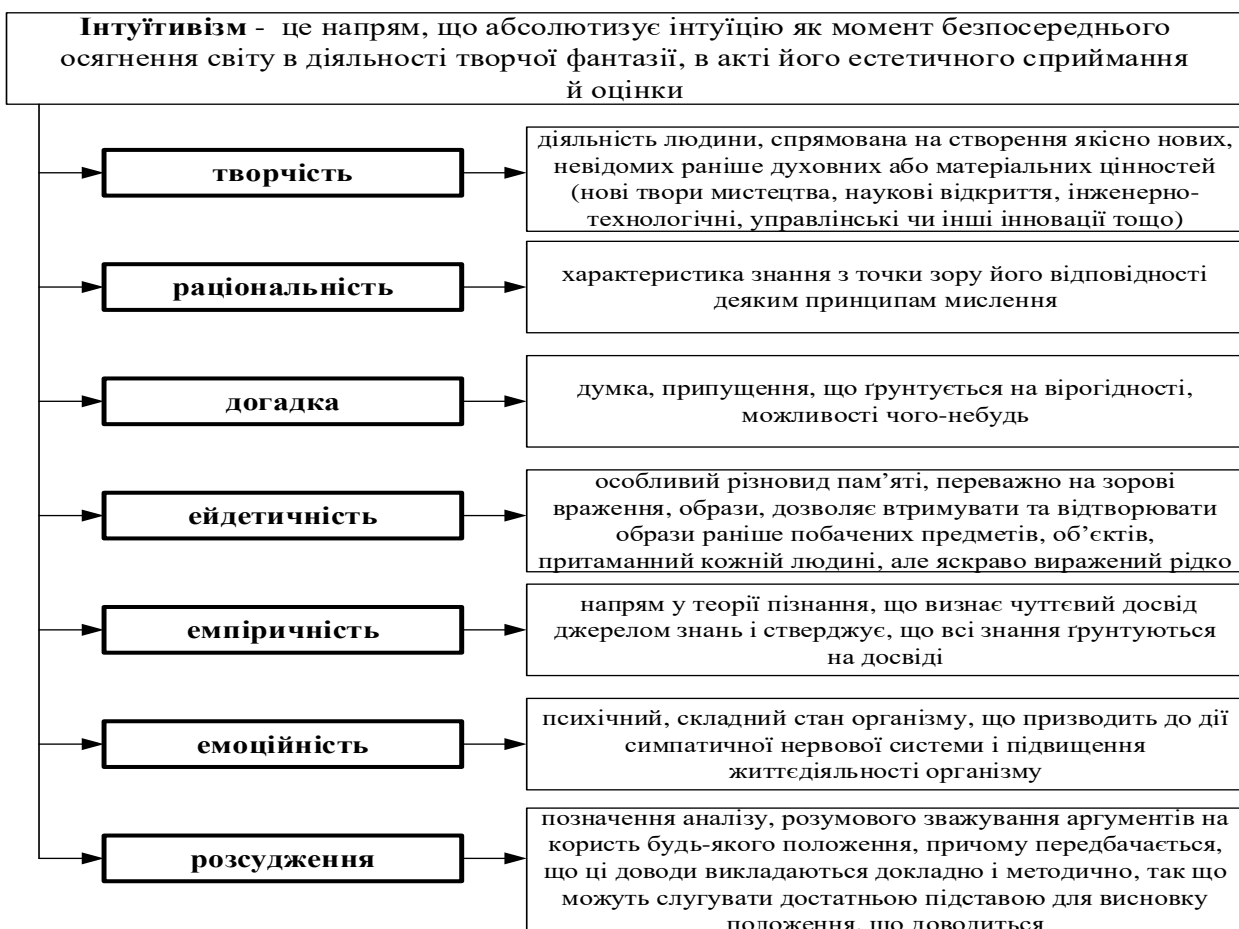 Інтуїтивізм - це напрям, що абсолютизує інтуїцію як момент безпосереднього
осягнення світу в діяльності творчої фантазії, в акті його естетичного сприймання
й оцінки
творчість
діяльність людини, спрямована на створення якісно нових,
невідомих раніше духовних або матеріальних цінностей
(нові твори мистецтва, наукові відкриття, інженерно-
технологічні, управлінські чи інші інновації тощо)
раціональність
характеристика знання з точки зору його відповідності
деяким принципам мислення
догадка
думка, припущення, що ґрунтується на вірогідності,
можливості чого-небудь
ейдетичність
особливий різновид пам’яті, переважно на зорові
враження, образи, дозволяє втримувати та відтворювати
образи раніше побачених предметів, об’єктів,
притаманний кожній людині, але яскраво виражений рідко
емпіричність
напрям у теорії пізнання, що визнає чуттєвий досвід
джерелом знань і стверджує, що всі знання ґрунтуються
на досвіді
емоційність
психічний, складний стан організму, що призводить до дії
симпатичної нервової системи і підвищення
життєдіяльності організму
розсудження
позначення аналізу, розумового зважування аргументів на
користь будь-якого положення, причому передбачається,
що ці доводи викладаються докладно і методично, так що
можуть слугувати достатньою підставою для висновку
положення, що доводиться